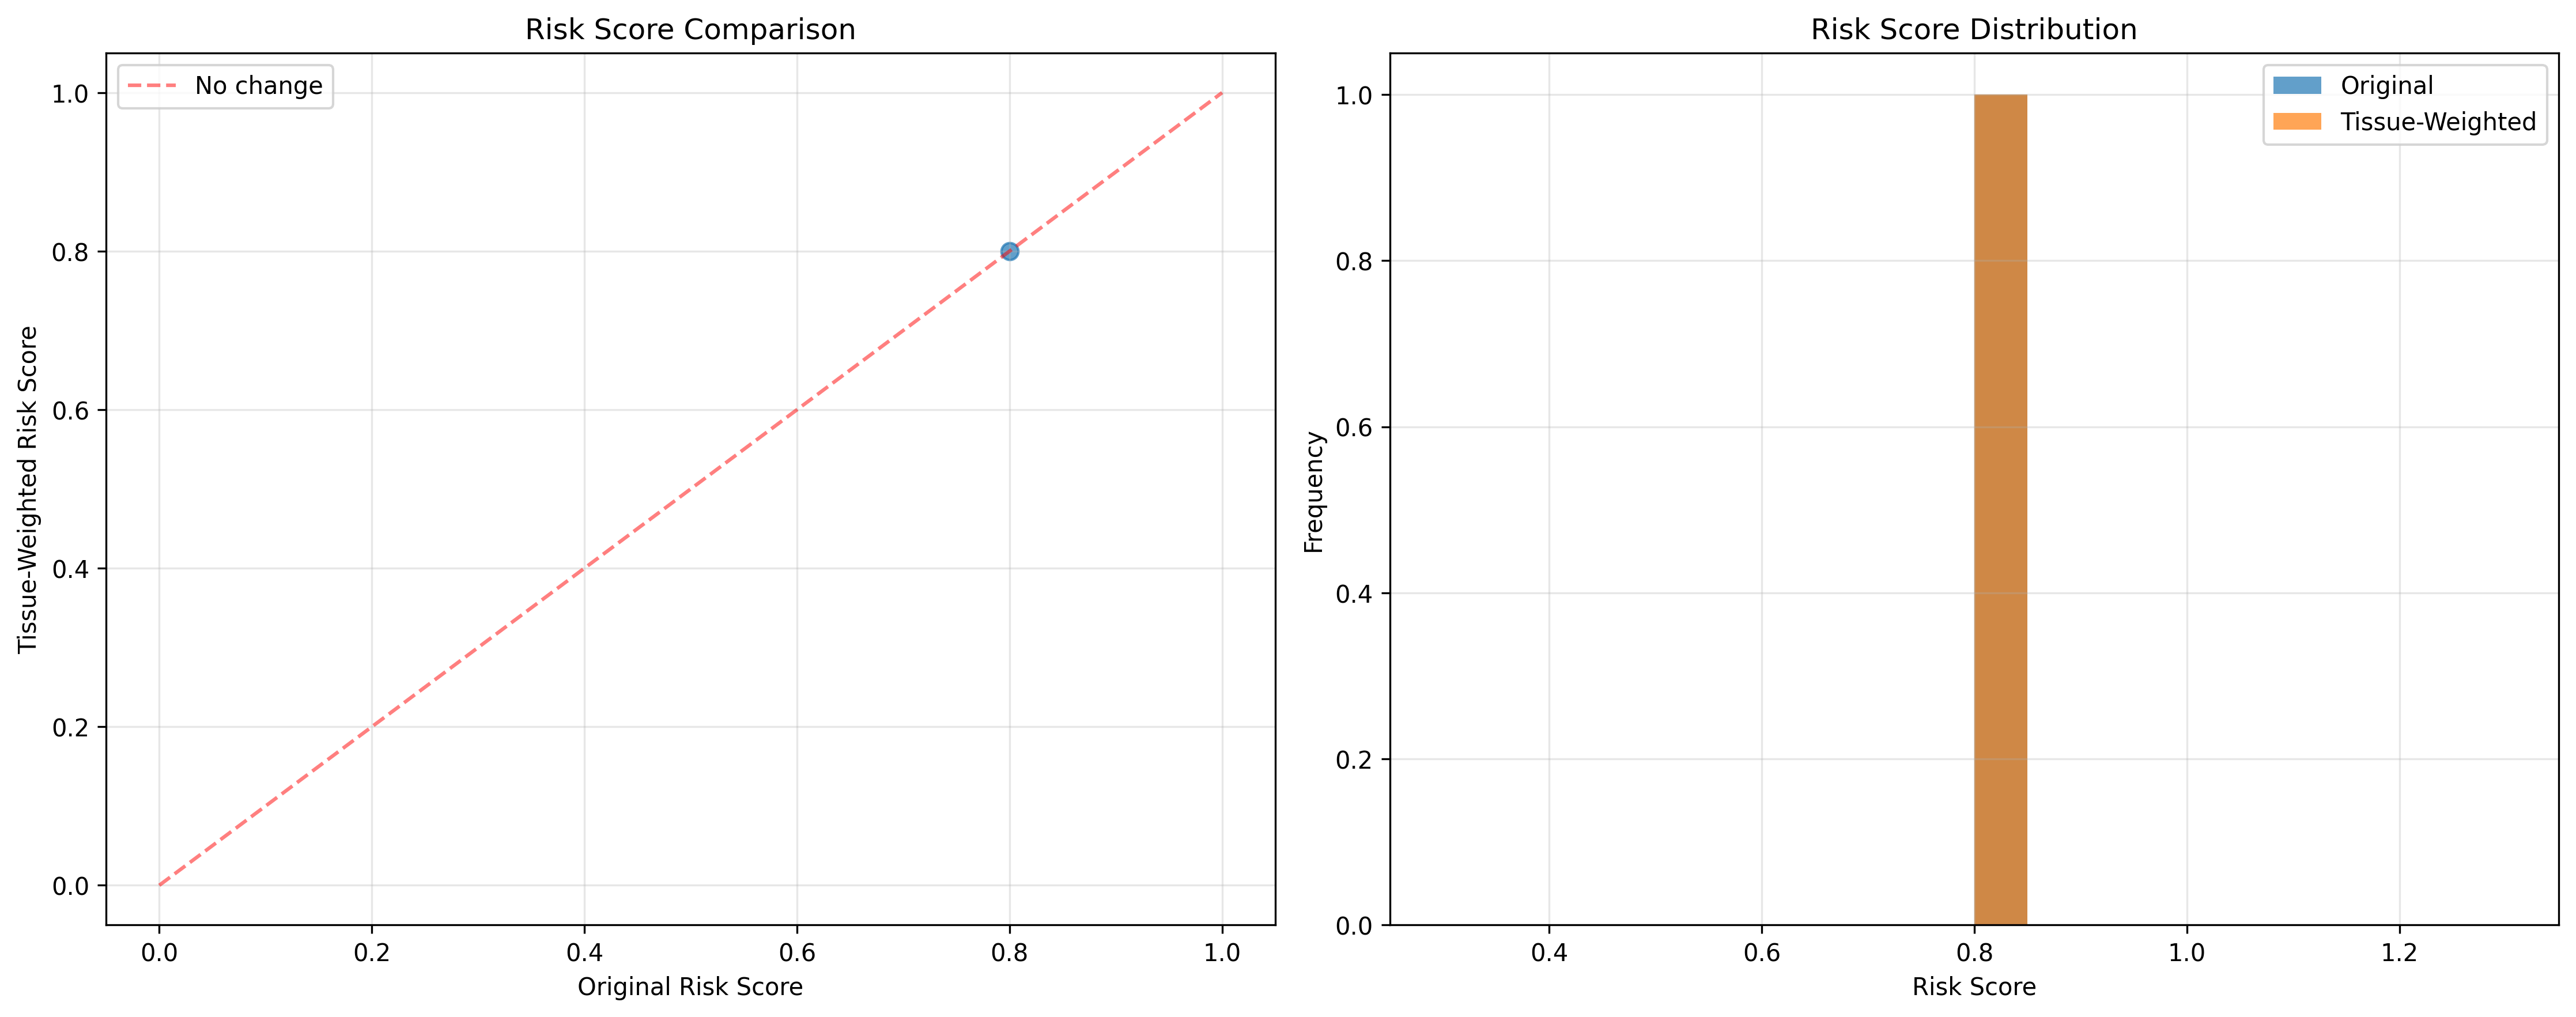 Risk Score Comparison
No change
1.0
0.8
0.6
0.4
0.2
0.0
Tissue-Weighted Risk Score
0.0 0.2 0.4 0.6 0.8 1.0
Original Risk Score
Risk Score Distribution
Original
Tissue-Weighted
1.0
0.8
0.6
0.4
0.2
0.0
Frequency
0.4 0.6 0.8 1.0 1.2
Risk Score